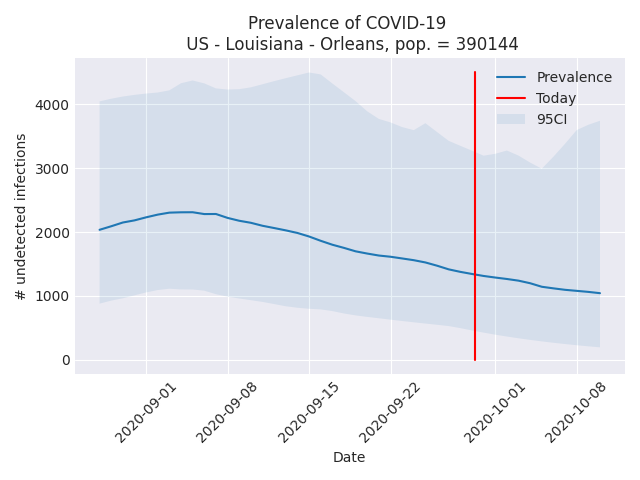 Prevalence of COVID-19
US - Louisiana - Orleans, pop. = 390144
Prevalence
Today
95CI
4000
3000
2000
1000
0
# undetected infections
2020-09-01
2020-09-08
2020-09-15
2020-09-22
2020-10-01
2020-10-08
Date